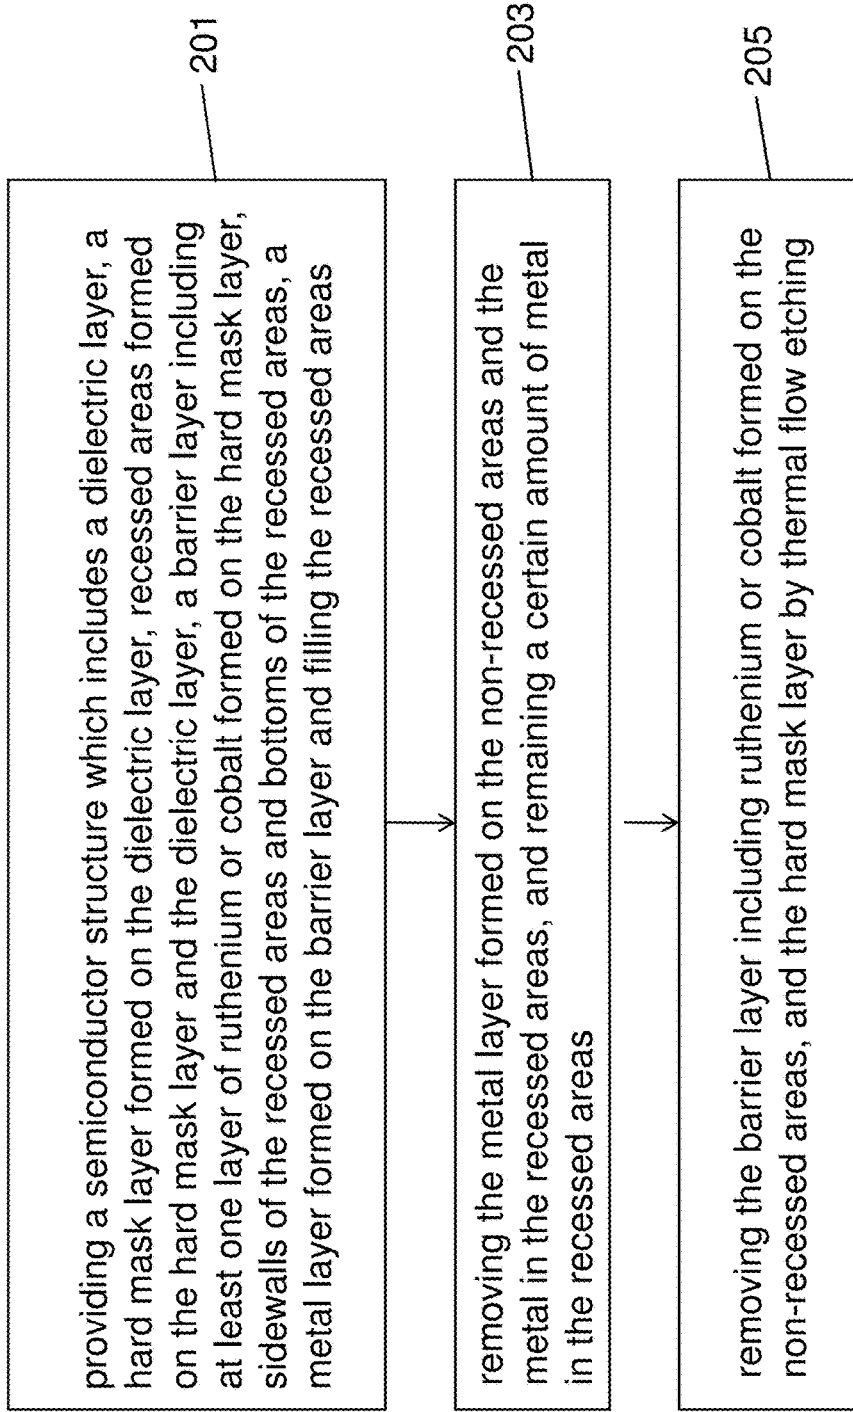 providing a semiconductor structure which includes a dielectric layer, a
hard mask layer formed on the dielectric layer, recessed areas formed
on the hard mask layer and the dielectric layer, a barrier layer including
at least one layer of ruthenium or cobalt formed on the hard mask layer,
sidewalls of the recessed areas and bottoms of the recessed areas, a
metal layer formed on the barrier layer and filling the recessed areas
201
removing the metal layer formed on the non-recessed areas and the
metal in the recessed areas, and remaining a certain amount of metal
in the recessed areas
203
removing the barrier layer including ruthenium or cobalt formed on the
non-recessed areas, and the hard mask layer by thermal flow etching
205